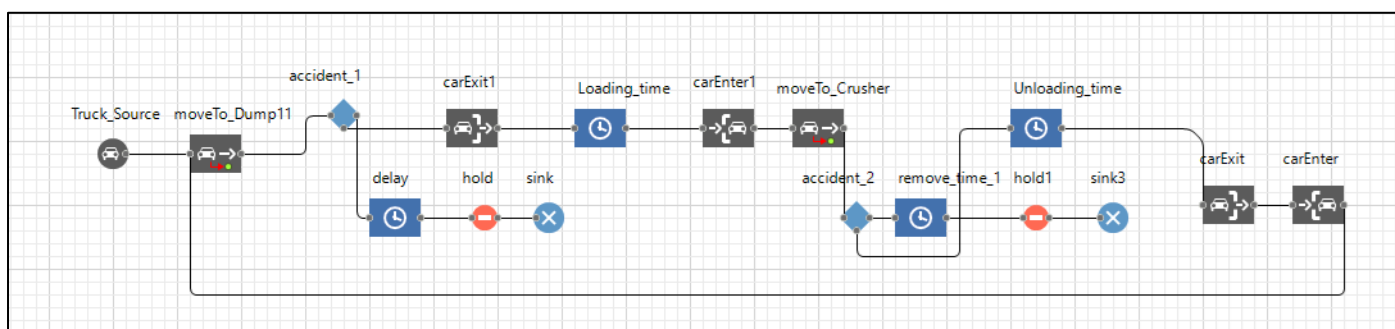 accident_1
carExit1
Loading_time
carEnter1
moveTo_Crusher
Unloading_time
Truck_Source
moveTo_Dump11
delay
hold
sink
accident_2
remove_time_1
hold1
sink3
carExit
carEnter